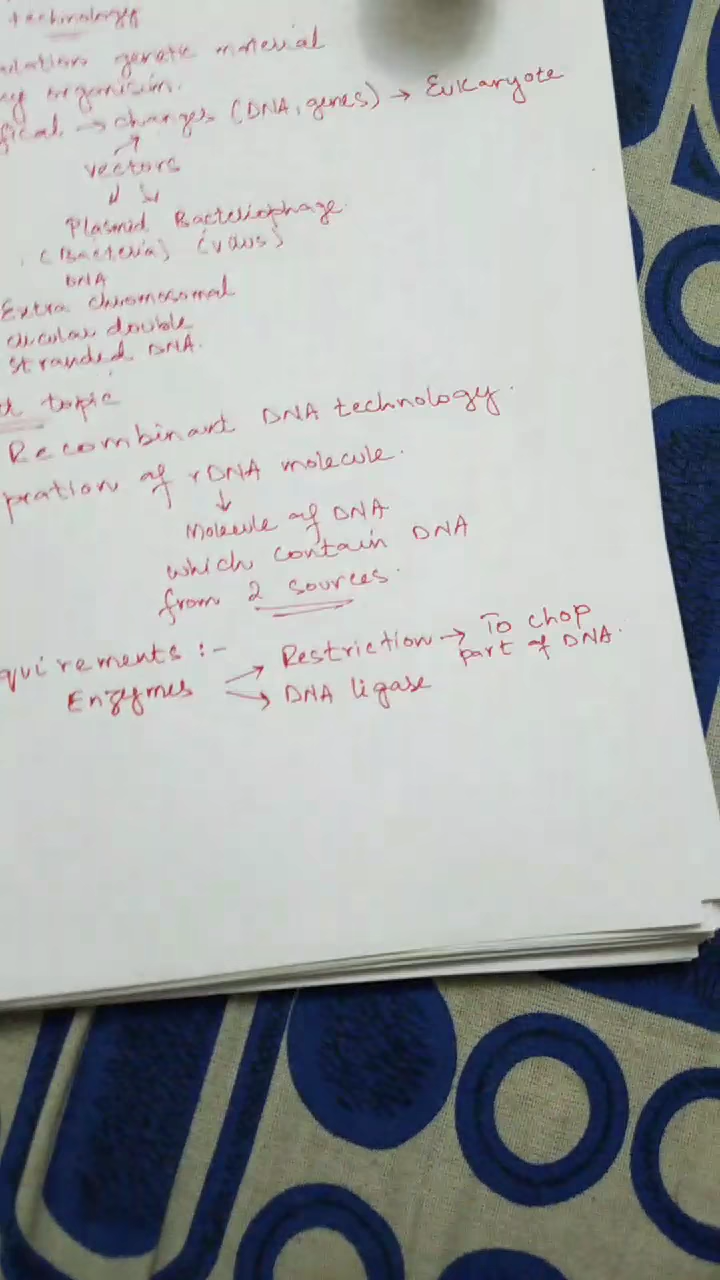 technology
genetic material
organism.
→ changes (DNA, genes) → Eukaryote
vectors
Plasmid Bacteriophage
(Bacteria) (virus)
DNA
Extra chromosomal
circular double
stranded DNA.
topic
Recombinant DNA technology.
of rDNA molecule.
↓
Molecule of DNA
which contain DNA
from 2 sources.
quirements :-
Enzymes → Restriction → To chop
part of DNA.
→ DNA ligase